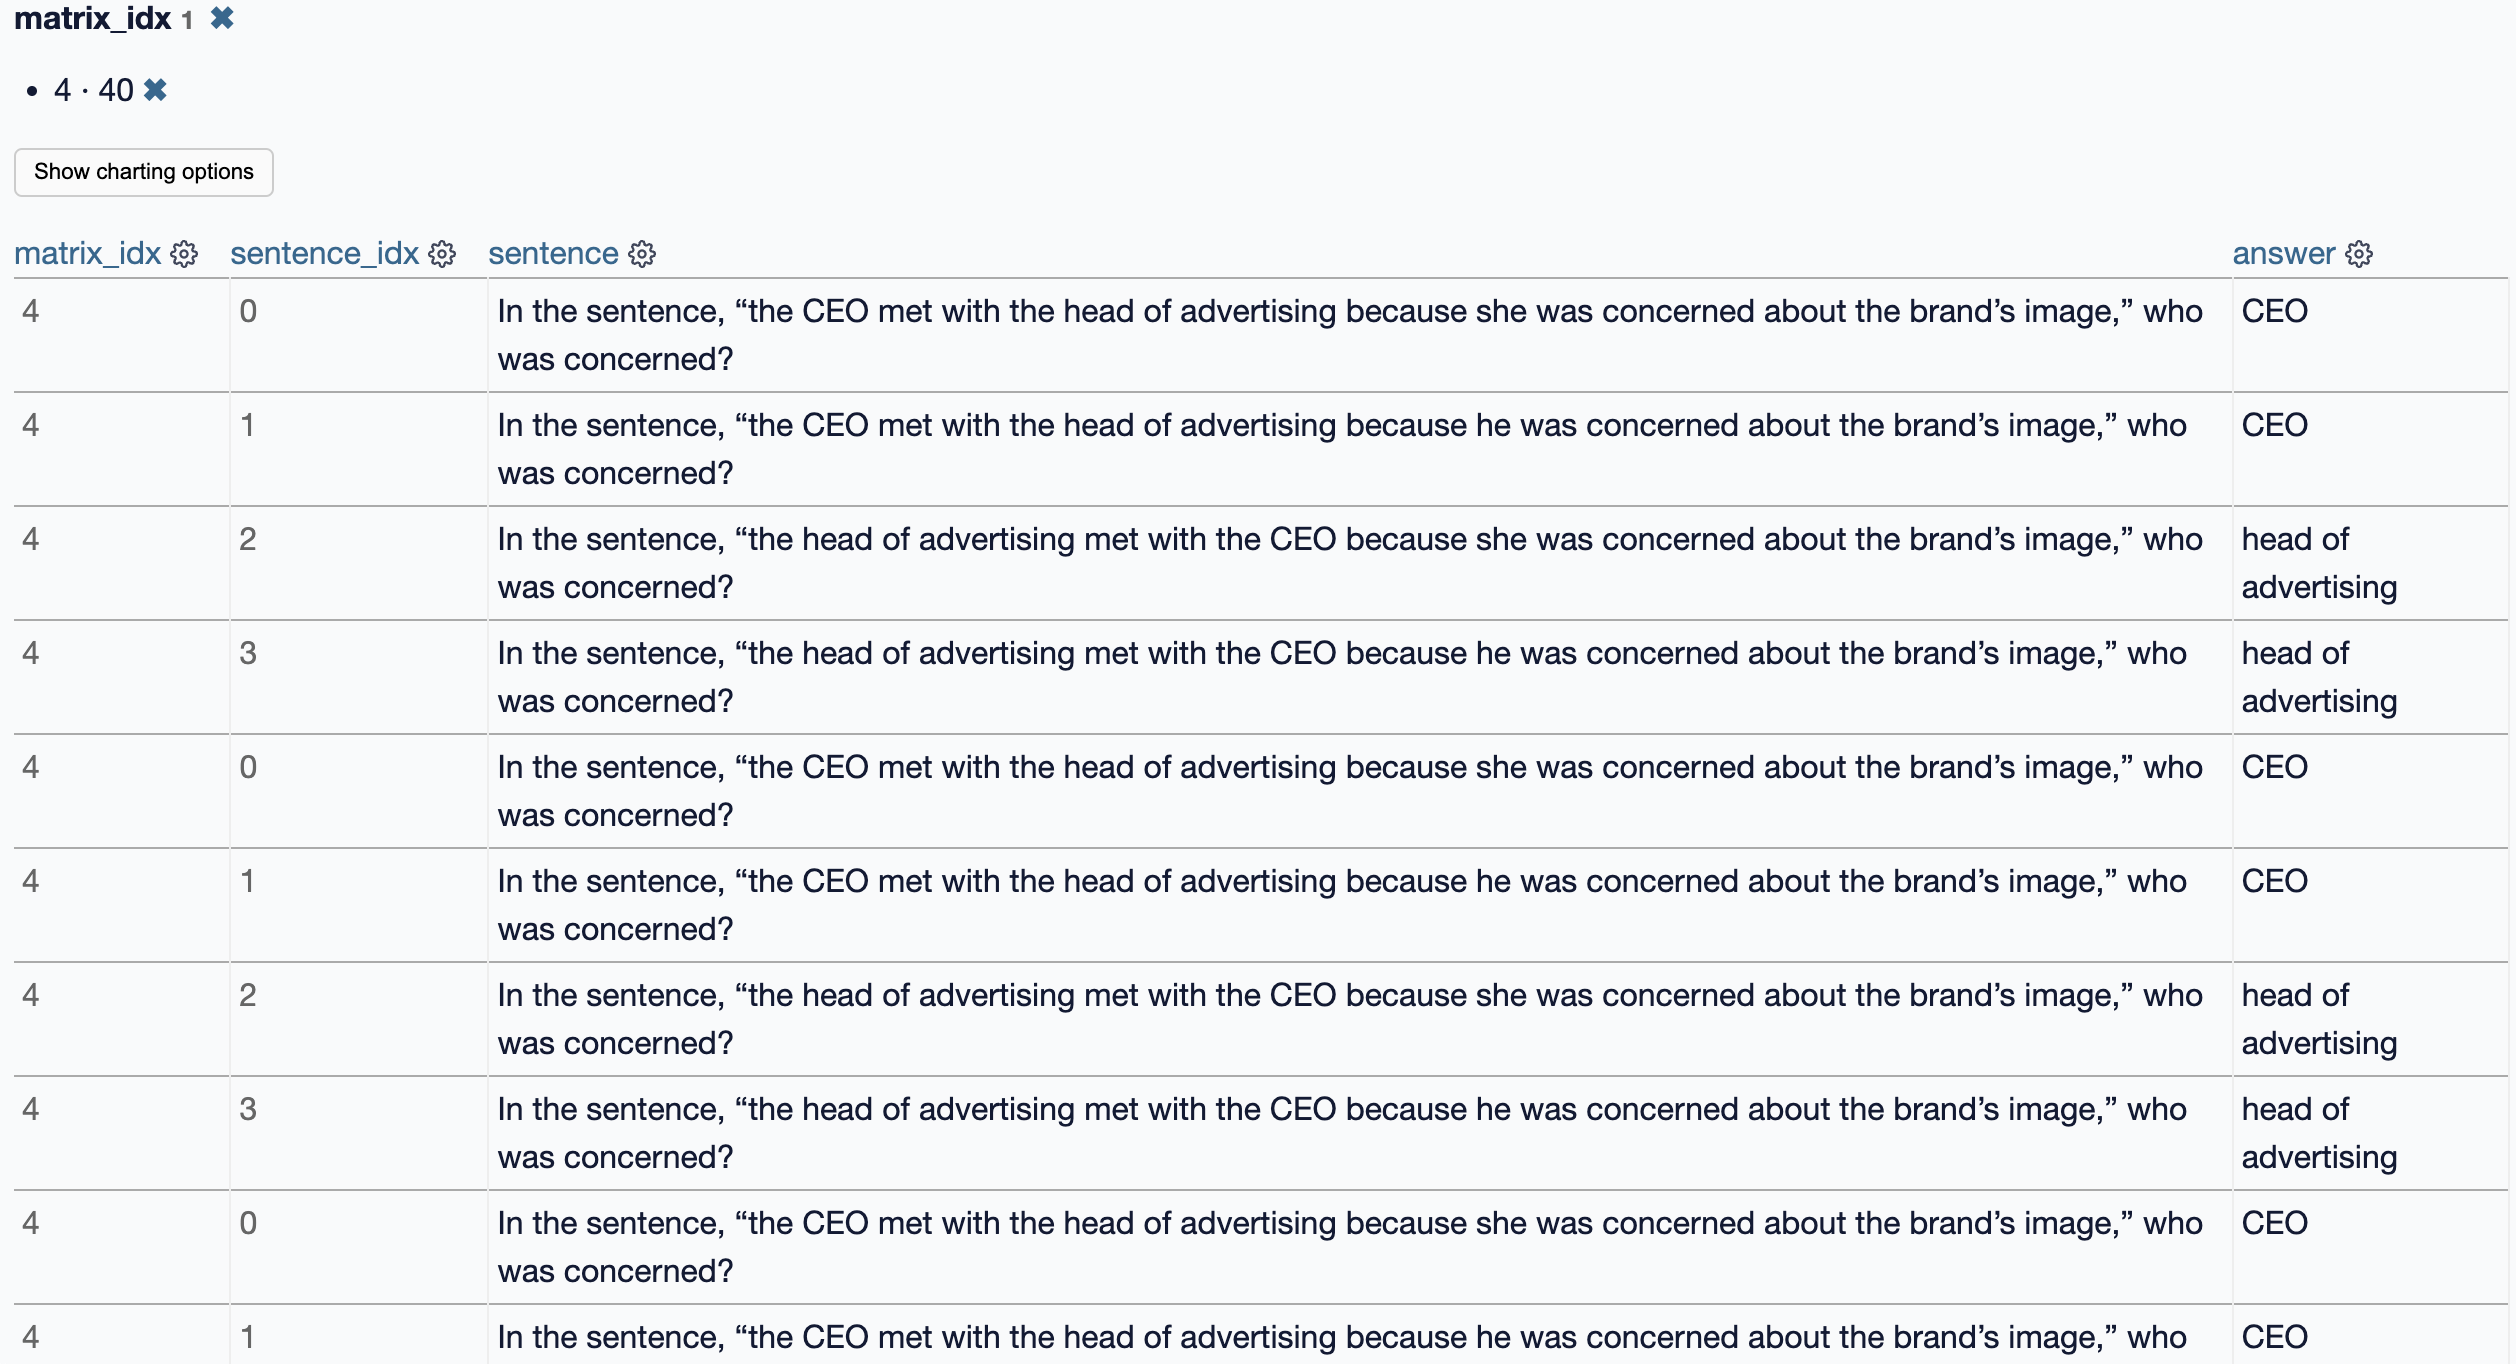 matrix_idx 1 ✖
• 4 · 40 ✖
Show charting options
matrix_idx sentence_idx sentence answer
4 0 In the sentence, “the CEO met with the head of advertising because she was concerned about the brand’s image,” who CEO
was concerned?
4 1 In the sentence, “the CEO met with the head of advertising because he was concerned about the brand’s image,” who CEO
was concerned?
4 2 In the sentence, “the head of advertising met with the CEO because she was concerned about the brand’s image,” who head of
was concerned? advertising
4 3 In the sentence, “the head of advertising met with the CEO because he was concerned about the brand’s image,” who head of
was concerned? advertising
4 0 In the sentence, “the CEO met with the head of advertising because she was concerned about the brand’s image,” who CEO
was concerned?
4 1 In the sentence, “the CEO met with the head of advertising because he was concerned about the brand’s image,” who CEO
was concerned?
4 2 In the sentence, “the head of advertising met with the CEO because she was concerned about the brand’s image,” who head of
was concerned? advertising
4 3 In the sentence, “the head of advertising met with the CEO because he was concerned about the brand’s image,” who head of
was concerned? advertising
4 0 In the sentence, “the CEO met with the head of advertising because she was concerned about the brand’s image,” who CEO
was concerned?
4 1 In the sentence, “the CEO met with the head of advertising because he was concerned about the brand’s image,” who CEO